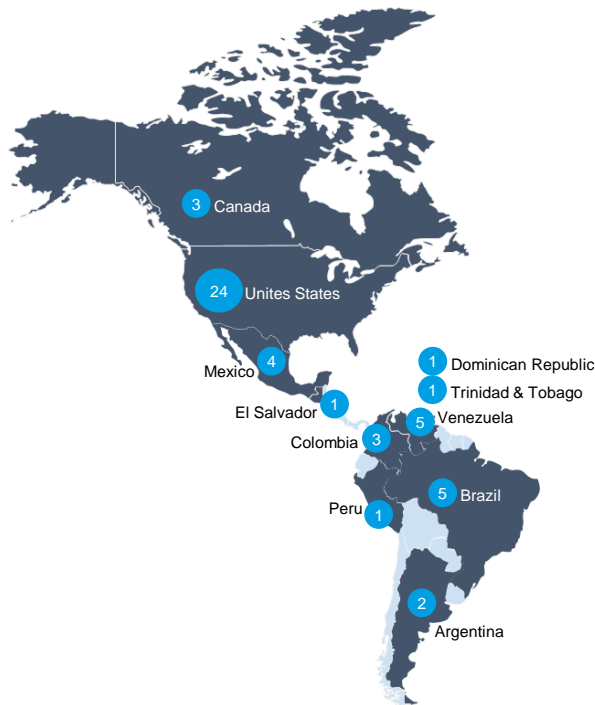 3 Canada
24 Unites States
4
Mexico
1 Dominican Republic
1 Trinidad & Tobago
1
El Salvador
5 Venezuela
3
Colombia
5 Brazil
Peru 1
2
Argentina